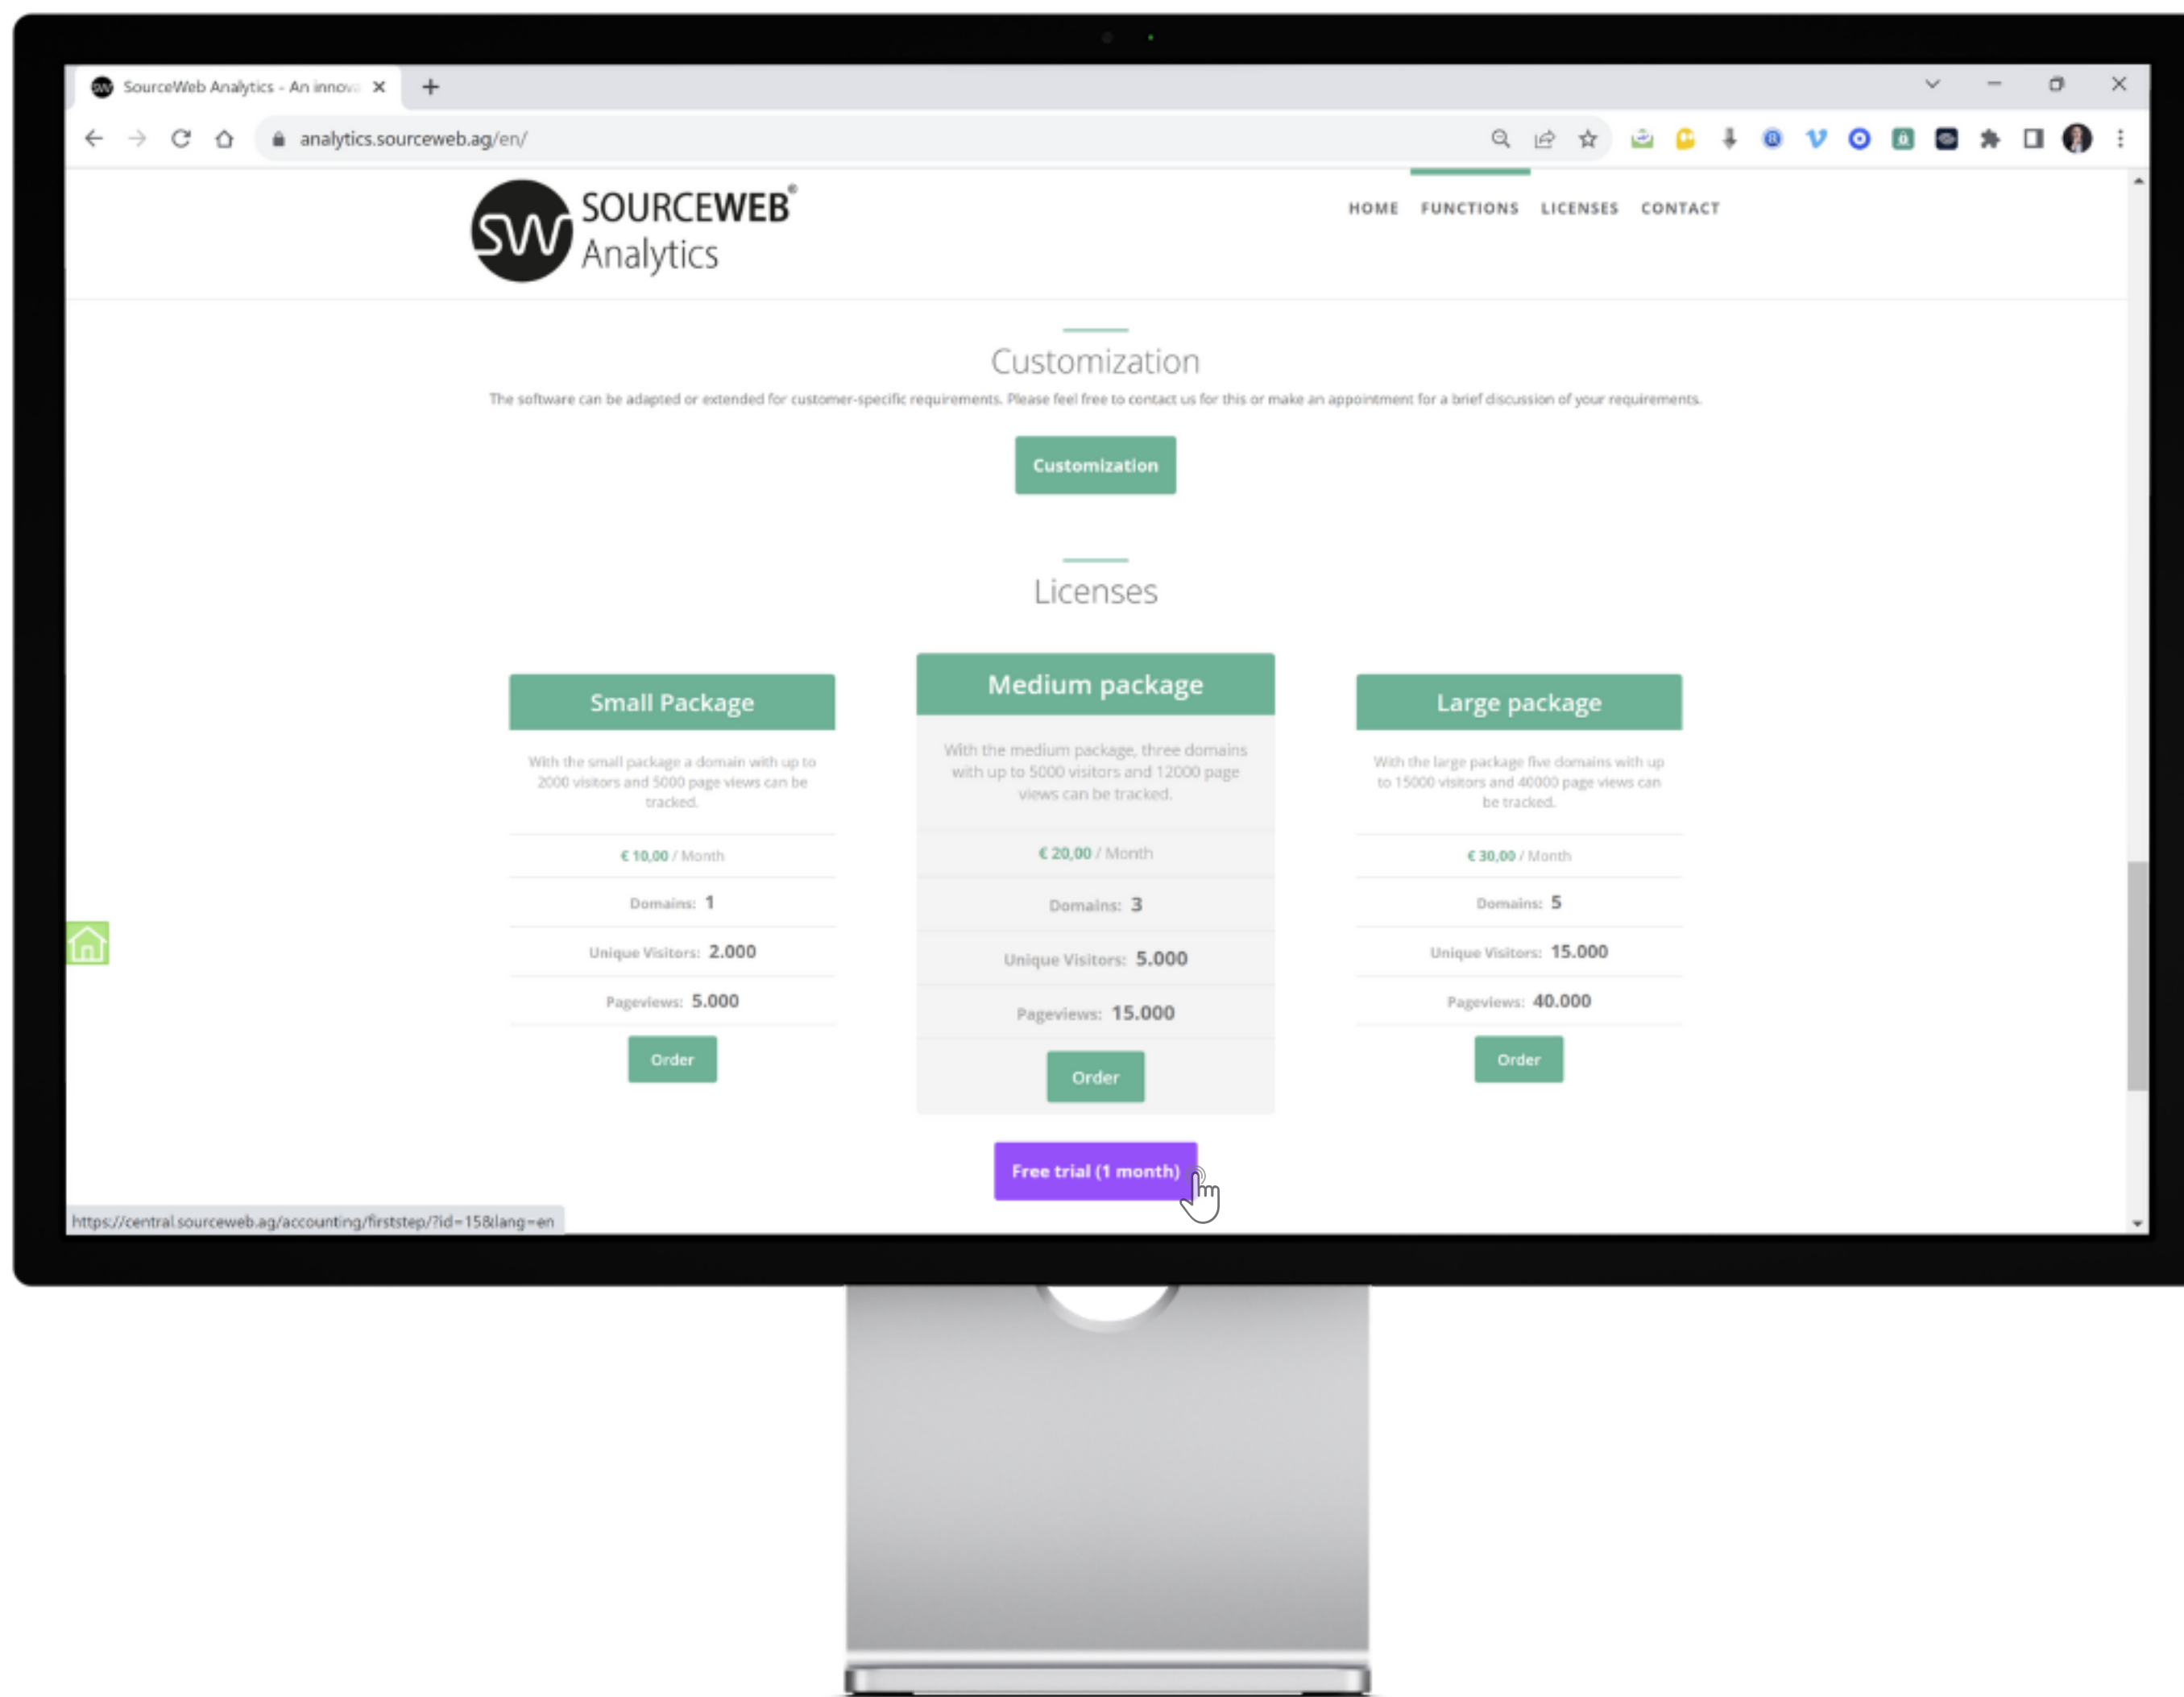 SourceWeb Analytics - An innova
analytics.sourceweb.ag/en/
SW SOURCEWEB®
Analytics
HOME FUNCTIONS LICENSES CONTACT
Customization
The software can be adapted or extended for customer-specific requirements. Please feel free to contact us for this or make an appointment for a brief discussion of your requirements.
Customization
Licenses
Small Package
With the small package a domain with up to
2000 visitors and 5000 page views can be
tracked.
€ 10,00 / Month
Domains: 1
Unique Visitors: 2.000
Pageviews: 5.000
Order
Medium package
With the medium package, three domains
with up to 5000 visitors and 12000 page
views can be tracked.
€ 20,00 / Month
Domains: 3
Unique Visitors: 5.000
Pageviews: 15.000
Order
Large package
With the large package five domains with up
to 15000 visitors and 40000 page views can
be tracked.
€ 30,00 / Month
Domains: 5
Unique Visitors: 15.000
Pageviews: 40.000
Order
Free trial (1 month)
https://central.sourceweb.ag/accounting/firststep/?id=158&lang=en